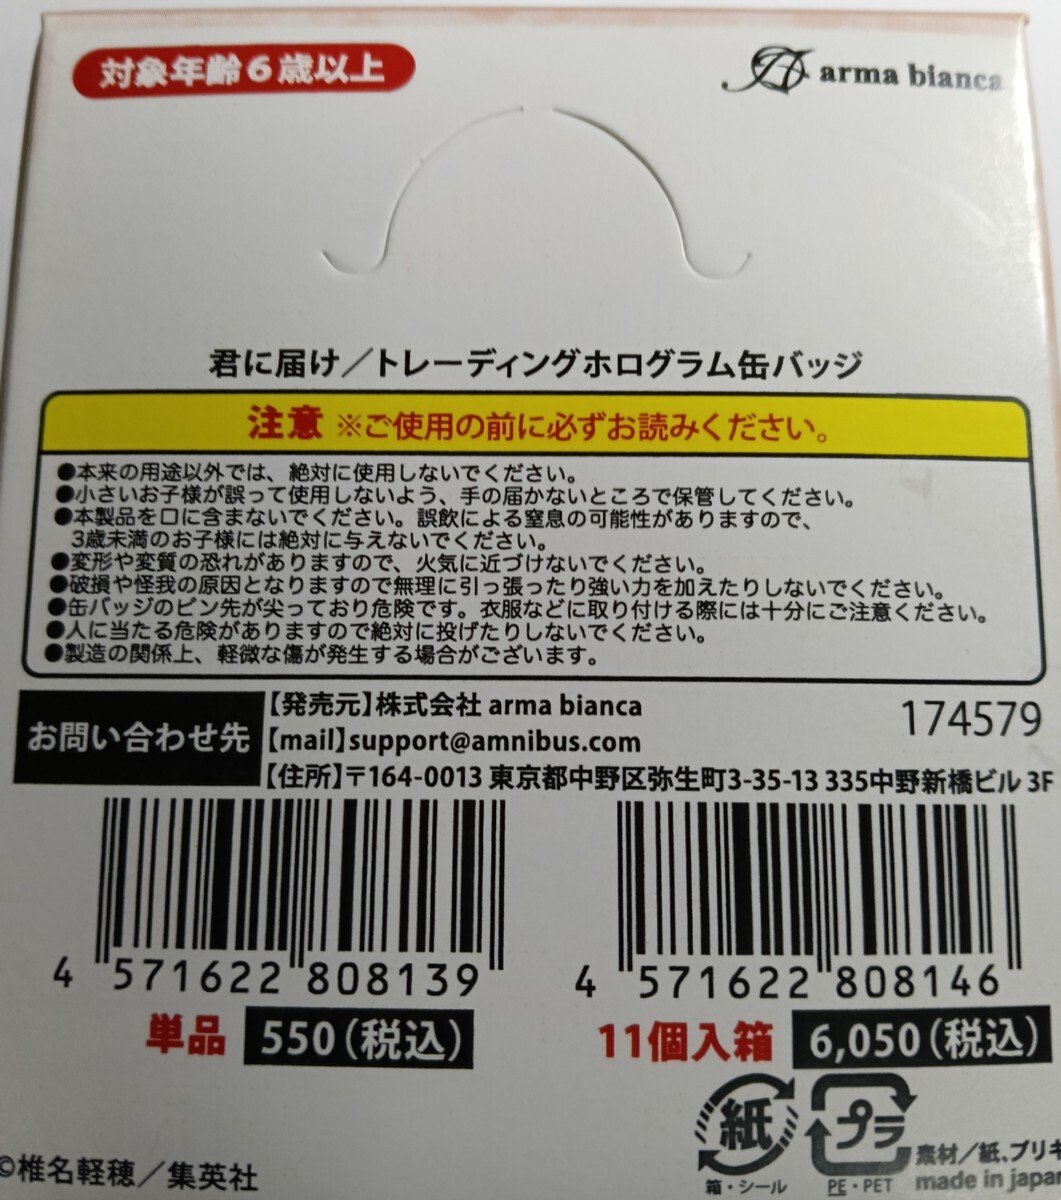 対象年齢6歳以上
arma bianca
君に届け／トレーディングホログラム缶バッジ
注意 ※ご使用の前に必ずお読みください。
●本来の用途以外では、絶対に使用しないでください。
●小さいお子様が誤って使用しないよう、手の届かないところで保管してください。
●本製品を口に含まないでください。誤飲による窒息の可能性がありますので、
3歳未満のお子様には絶対に与えないでください。
●変形や変質の恐れがありますので、火気に近づけないでください。
●破損や怪我の原因となりますので無理に引っ張ったり強い力を加えたりしないでください。
●缶バッジのピン先が尖っており危険です。衣服などに取り付ける際には十分にご注意ください。
●人に当たる危険がありますので絶対に投げたりしないでください。
●製造の関係上、軽微な傷が発生する場合がございます。
お問い合わせ先
【発売元】株式会社 arma bianca
174579
【mail】support@amnibus.com
【住所】〒164-0013 東京都中野区弥生町3-35-13 335中野新橋ビル 3F
4 571622 808139
4 571622 808146
単品 550（税込）
11個入箱 6,050（税込）
紙
プラ
箱・シール
PE・PET
素材／紙、ブリキ
made in japan
©椎名軽穂／集英社